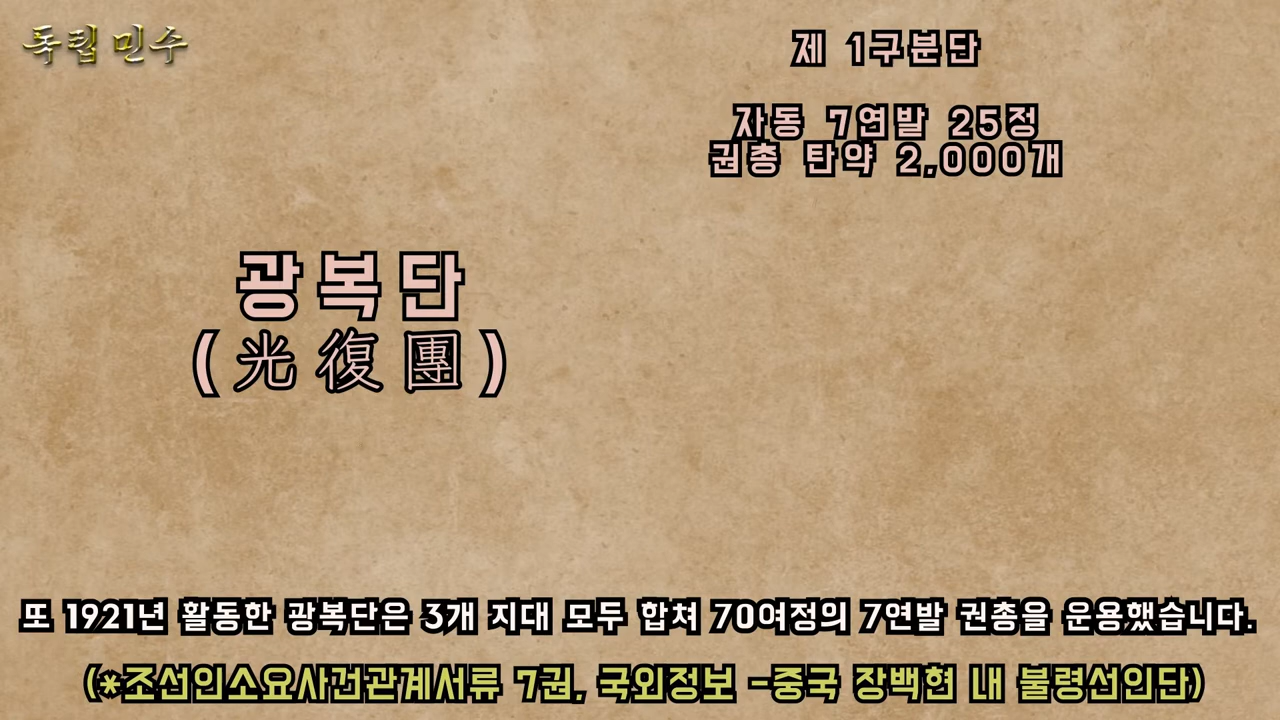 독립 민수
제 1구분단
자동 7연발 25정
권총 탄약 2,000개
광복단
(光復團)
또 1921년 활동한 광복단은 3개 지대 모두 합쳐 70여정의 7연발 권총을 운용했습니다.
(*조선인소요사건관계서류 7권, 국외정보 -중국 장백현 내 불령선인단)